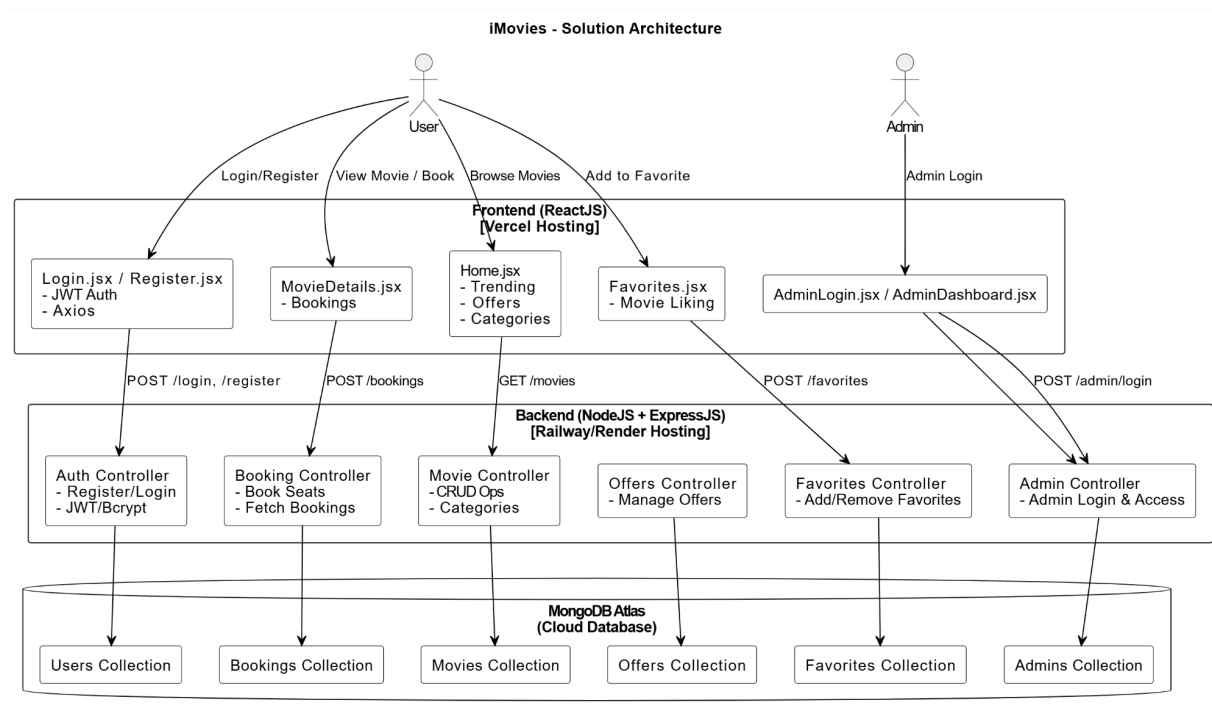 iMovies - Solution Architecture
User
Admin
Login/Register
View Movie / Book
Browse Movies
Add to Favorite
Admin Login
Frontend (ReactJS)
[Vercel Hosting]
Login.jsx / Register.jsx
- JWT Auth
- Axios
MovieDetails.jsx
- Bookings
Home.jsx
- Trending
- Offers
- Categories
Favorites.jsx
- Movie Liking
AdminLogin.jsx / AdminDashboard.jsx
POST /login, /register
POST /bookings
GET /movies
POST /favorites
POST /admin/login
Backend (NodeJS + ExpressJS)
[Railway/Render Hosting]
Auth Controller
- Register/Login
- JWT/Bcrypt
Booking Controller
- Book Seats
- Fetch Bookings
Movie Controller
- CRUD Ops
- Categories
Offers Controller
- Manage Offers
Favorites Controller
- Add/Remove Favorites
Admin Controller
- Admin Login & Access
MongoDB Atlas
(Cloud Database)
Users Collection
Bookings Collection
Movies Collection
Offers Collection
Favorites Collection
Admins Collection